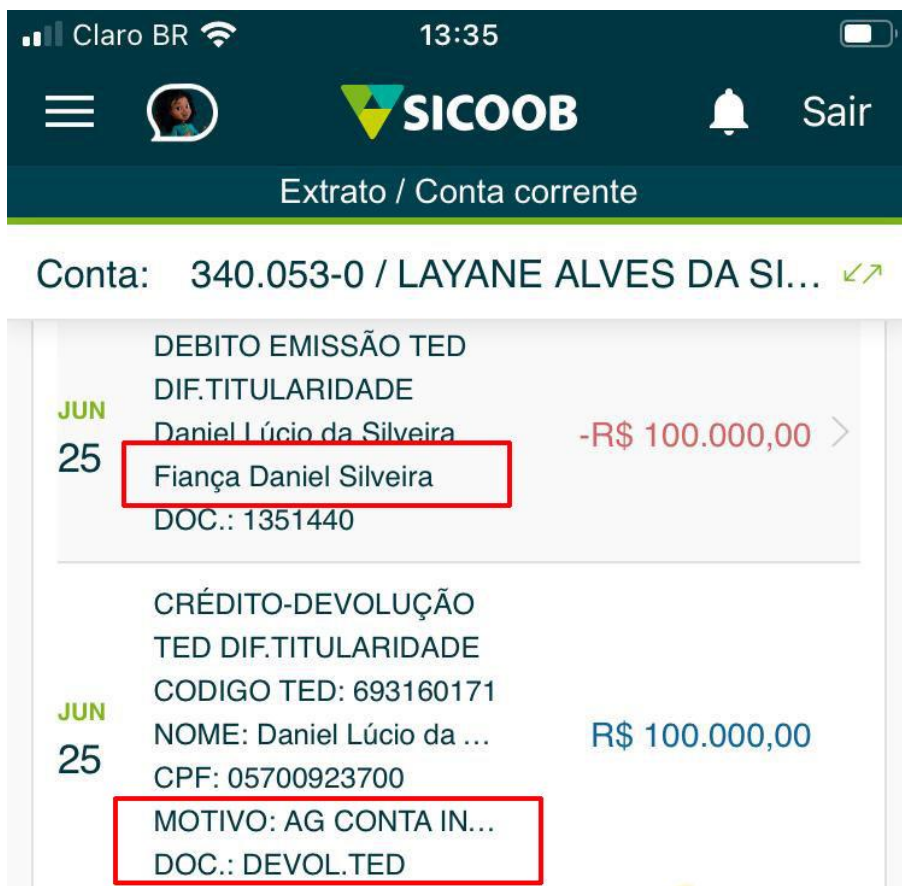 Claro BR 13:35
SICOOB Sair
Extrato / Conta corrente
Conta: 340.053-0 / LAYANE ALVES DA SI...
DEBITO EMISSÃO TED
DIF.TITULARIDADE
JUN
25
Daniel Lúcio da Silveira
-R$ 100.000,00
Fiança Daniel Silveira
DOC.: 1351440
CRÉDITO-DEVOLUÇÃO
TED DIF.TITULARIDADE
CODIGO TED: 693160171
JUN
25
NOME: Daniel Lúcio da ...
R$ 100.000,00
CPF: 05700923700
MOTIVO: AG CONTA IN...
DOC.: DEVOL.TED